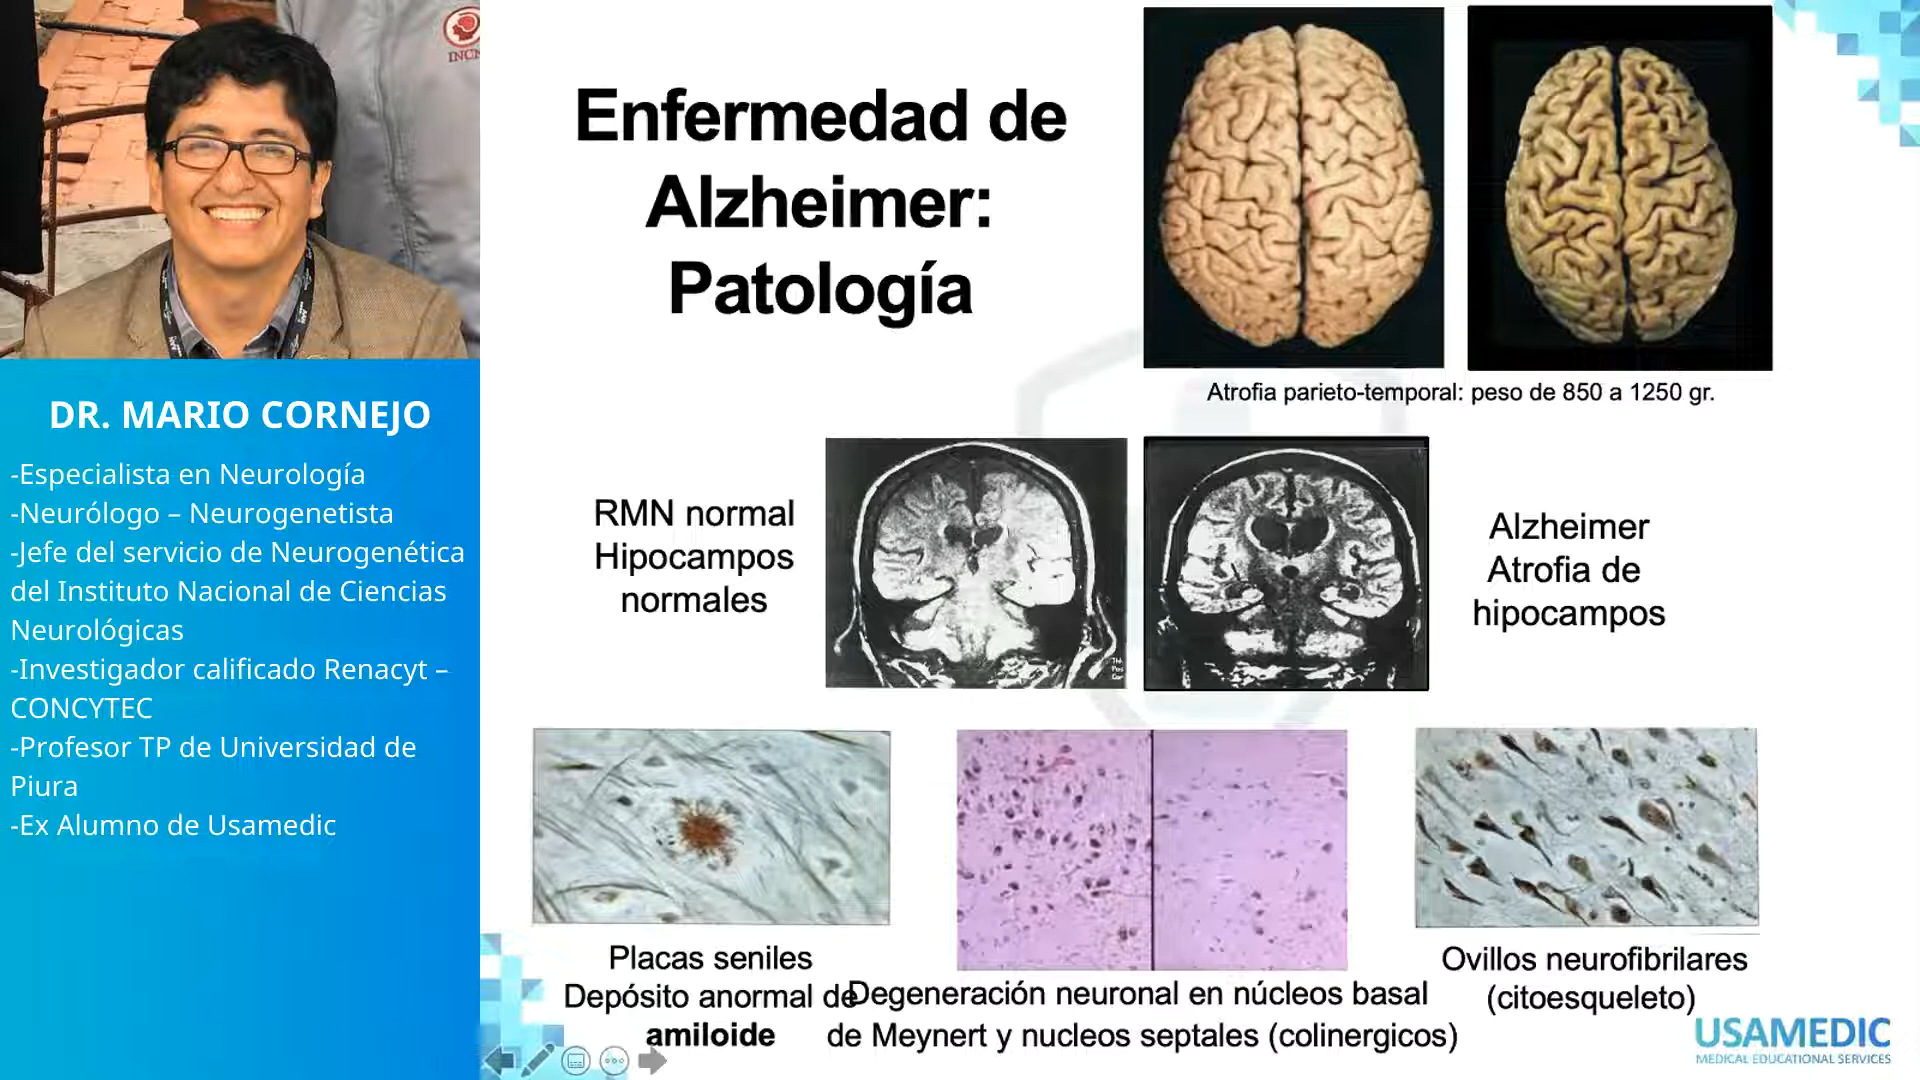 INCN
DR. MARIO CORNEJO
-Especialista en Neurología
-Neurólogo – Neurogenetista
-Jefe del servicio de Neurogenética
del Instituto Nacional de Ciencias
Neurológicas
-Investigador calificado Renacyt –
CONCYTEC
-Profesor TP de Universidad de
Piura
-Ex Alumno de Usamedic
Enfermedad de
Alzheimer:
Patología
Atrofia parieto-temporal: peso de 850 a 1250 gr.
RMN normal
Hipocampos
normales
Alzheimer
Atrofia de
hipocampos
Placas seniles
Depósito anormal de
amiloide
Degeneración neuronal en núcleos basal
de Meynert y nucleos septales (colinergicos)
Ovillos neurofibrilares
(citoesqueleto)
USAMEDIC
MEDICAL EDUCATIONAL SERVICES